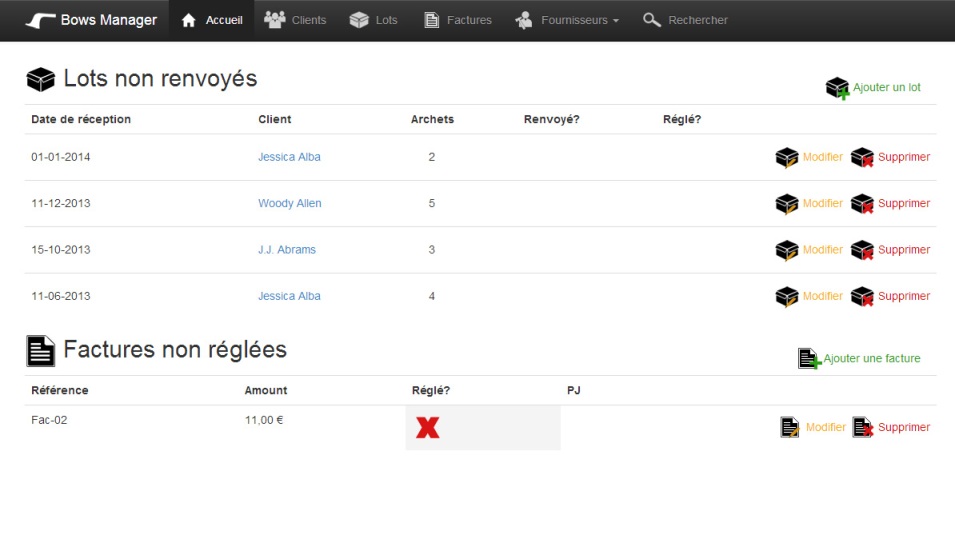 Bows Manager Accueil Clients Lots Factures Fournisseurs Rechercher
Lots non renvoyés
Ajouter un lot
Date de réception Client Archets Renvoyé? Réglé?
01-01-2014 Jessica Alba 2 Modifier Supprimer
11-12-2013 Woody Allen 5 Modifier Supprimer
15-10-2013 J.J. Abrams 3 Modifier Supprimer
11-06-2013 Jessica Alba 4 Modifier Supprimer
Factures non réglées
Ajouter une facture
Référence Amount Réglé? PJ
Fac-02 11,00 € Modifier Supprimer